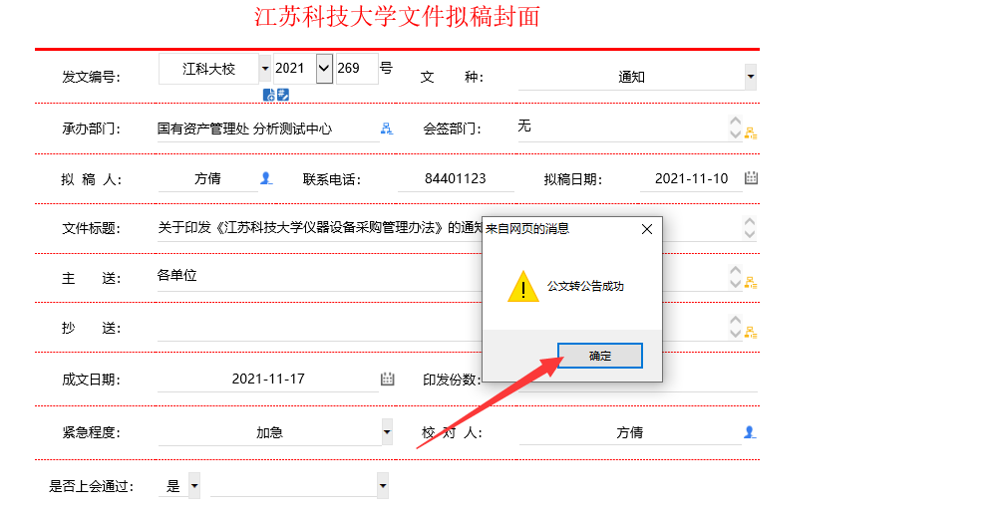 江苏科技大学文件拟稿封面
发文编号： 江科大校 2021 269 号 文 种： 通知
承办部门： 国有资产管理处 分析测试中心 会签部门： 无
拟 稿 人： 方倩 联系电话： 84401123 拟稿日期： 2021-11-10
文件标题： 关于印发《江苏科技大学仪器设备采购管理办法》的通知
来自网页的消息
主 送： 各单位
公文转公告成功
抄 送：
确定
成文日期： 2021-11-17 印发份数：
紧急程度： 加急 校 对 人： 方倩
是否上会通过： 是